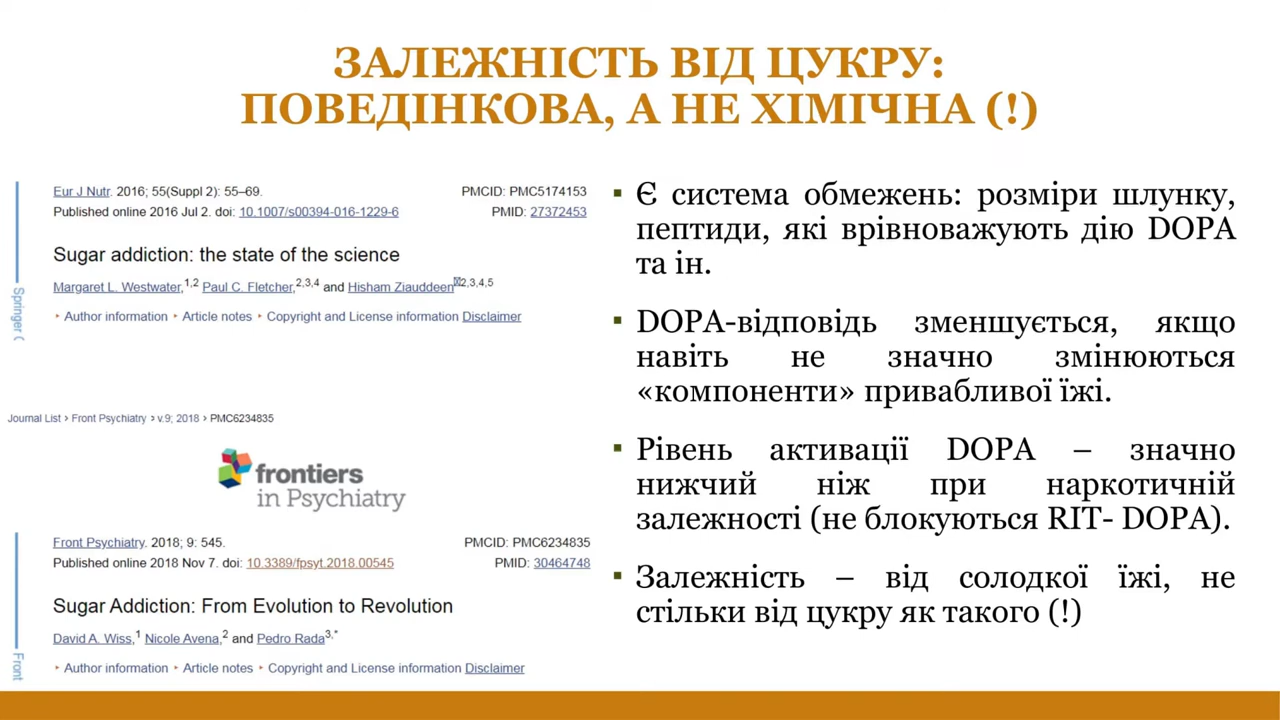 ЗАЛЕЖНІСТЬ ВІД ЦУКРУ:
ПОВЕДІНКОВА, А НЕ ХІМІЧНА (!)
Eur J Nutr. 2016; 55(Suppl 2): 55–69.
PMCID: PMC5174153
Published online 2016 Jul 2. doi: 10.1007/s00394-016-1229-6
PMID: 27372453
Sugar addiction: the state of the science
Margaret L. Westwater,1,2 Paul C. Fletcher,2,3,4 and Hisham Ziauddeen2,3,4,5
‣ Author information ‣ Article notes ‣ Copyright and License information Disclaimer
Springer
Journal List > Front Psychiatry > v.9; 2018 > PMC6234835
frontiers
in Psychiatry
Front Psychiatry. 2018; 9: 545.
PMCID: PMC6234835
Published online 2018 Nov 7. doi: 10.3389/fpsyt.2018.00545
PMID: 30464748
Sugar Addiction: From Evolution to Revolution
David A. Wiss,1 Nicole Avena,2 and Pedro Rada3,*
‣ Author information ‣ Article notes ‣ Copyright and License information Disclaimer
Front
▪ Є система обмежень: розміри шлунку,
пептиди, які врівноважують дію DOPA
та ін.
▪ DOPA-відповідь зменшується, якщо
навіть не значно змінюються
«компоненти» привабливої їжі.
▪ Рівень активації DOPA – значно
нижчий ніж при наркотичній
залежності (не блокуються RIT- DOPA).
▪ Залежність – від солодкої їжі, не
стільки від цукру як такого (!)